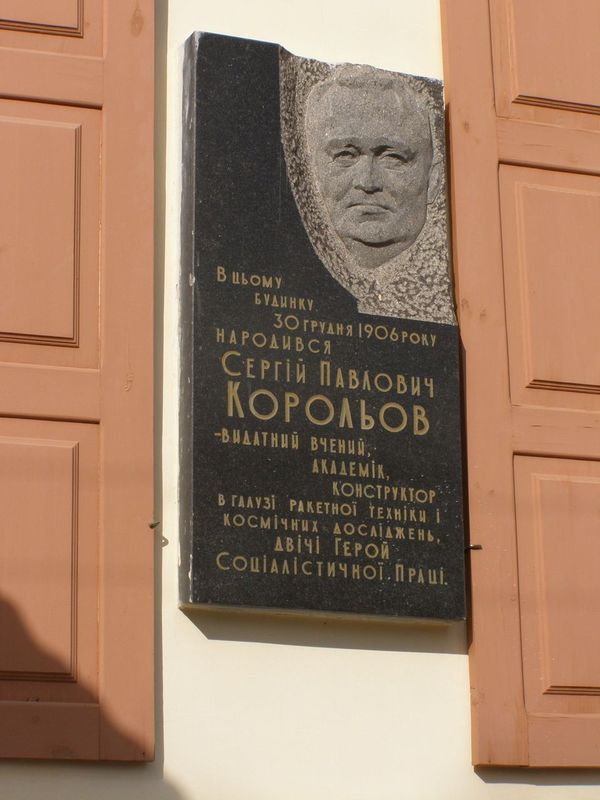 В цьому
будинку
30 грудня 1906 року
народився
Сергій Павлович
Корольов
-видатний вчений,
академік,
конструктор
в галузі ракетної техніки і
космічних досліджень,
двічі Герой
Соціалістичної Праці.